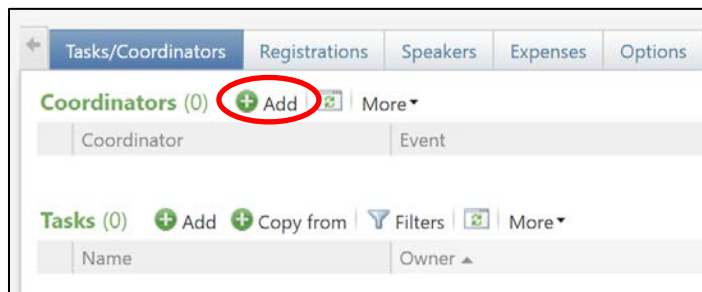 Tasks/Coordinators Registrations Speakers Expenses Options
Coordinators (0) Add More
Coordinator Event
Tasks (0) Add Copy from Filters More
Name Owner